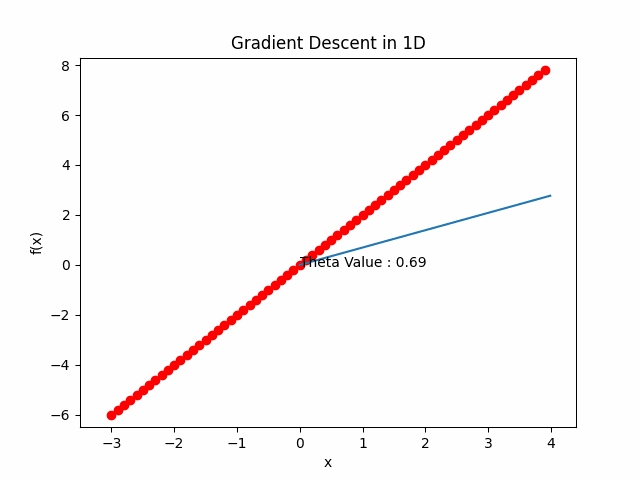 Gradient Descent in 1D
8
6
4
2
0
−2
−4
−6
f(x)
Theta Value : 0.69
−3 −2 −1 0 1 2 3 4
x